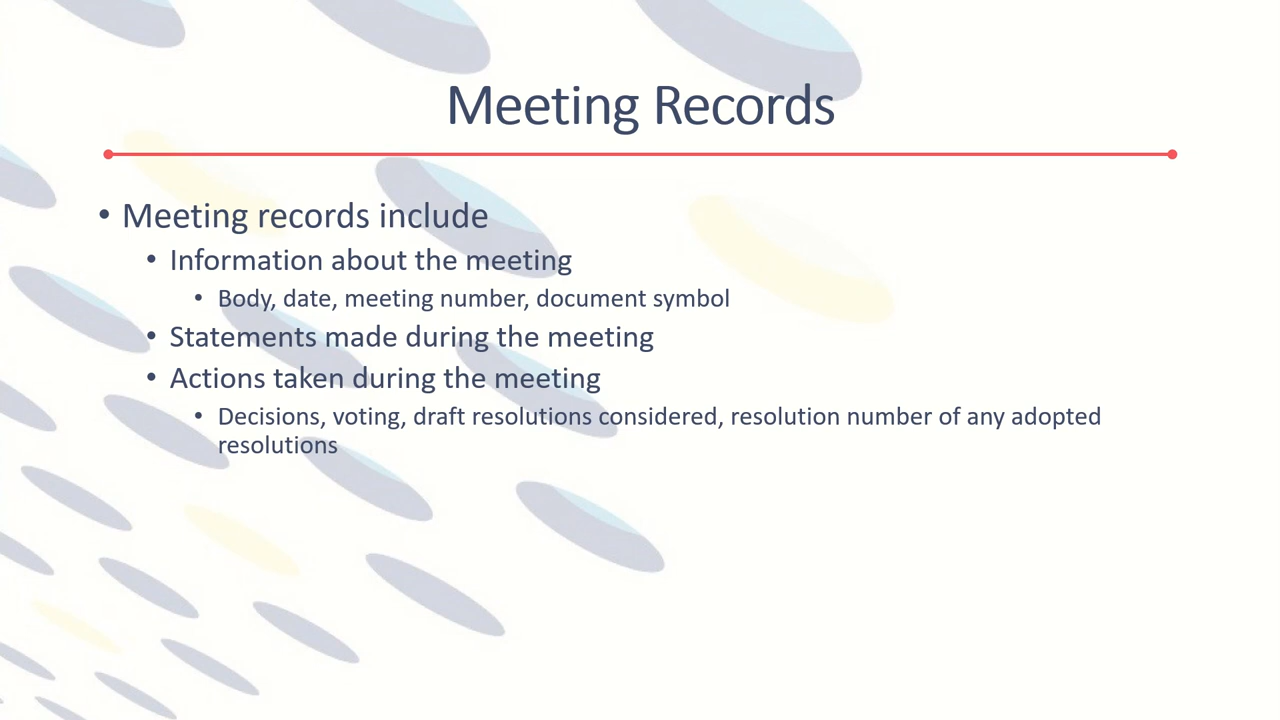 Meeting Records
• Meeting records include
• Information about the meeting
• Body, date, meeting number, document symbol
• Statements made during the meeting
• Actions taken during the meeting
• Decisions, voting, draft resolutions considered, resolution number of any adopted
resolutions